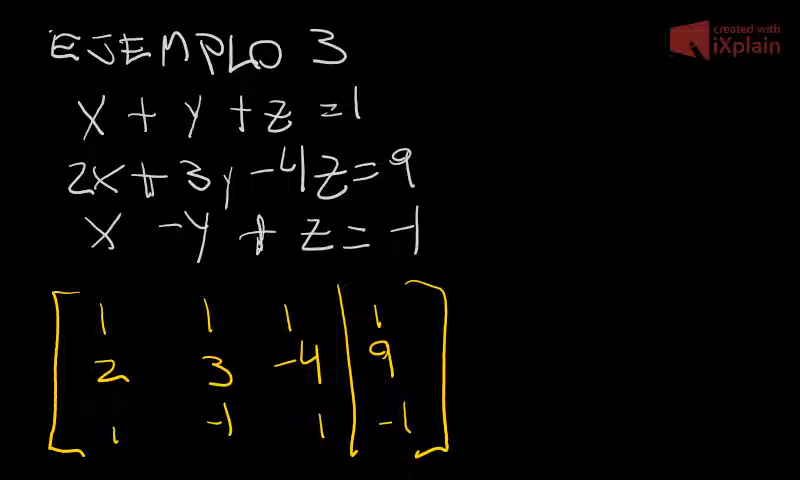 EJEMPLO 3
created with
iXplain
x + y + z = 1
2x + 3y - 4z = 9
x - y + z = -1
1 1 1 1
2 3 -4 9
1 -1 1 -1